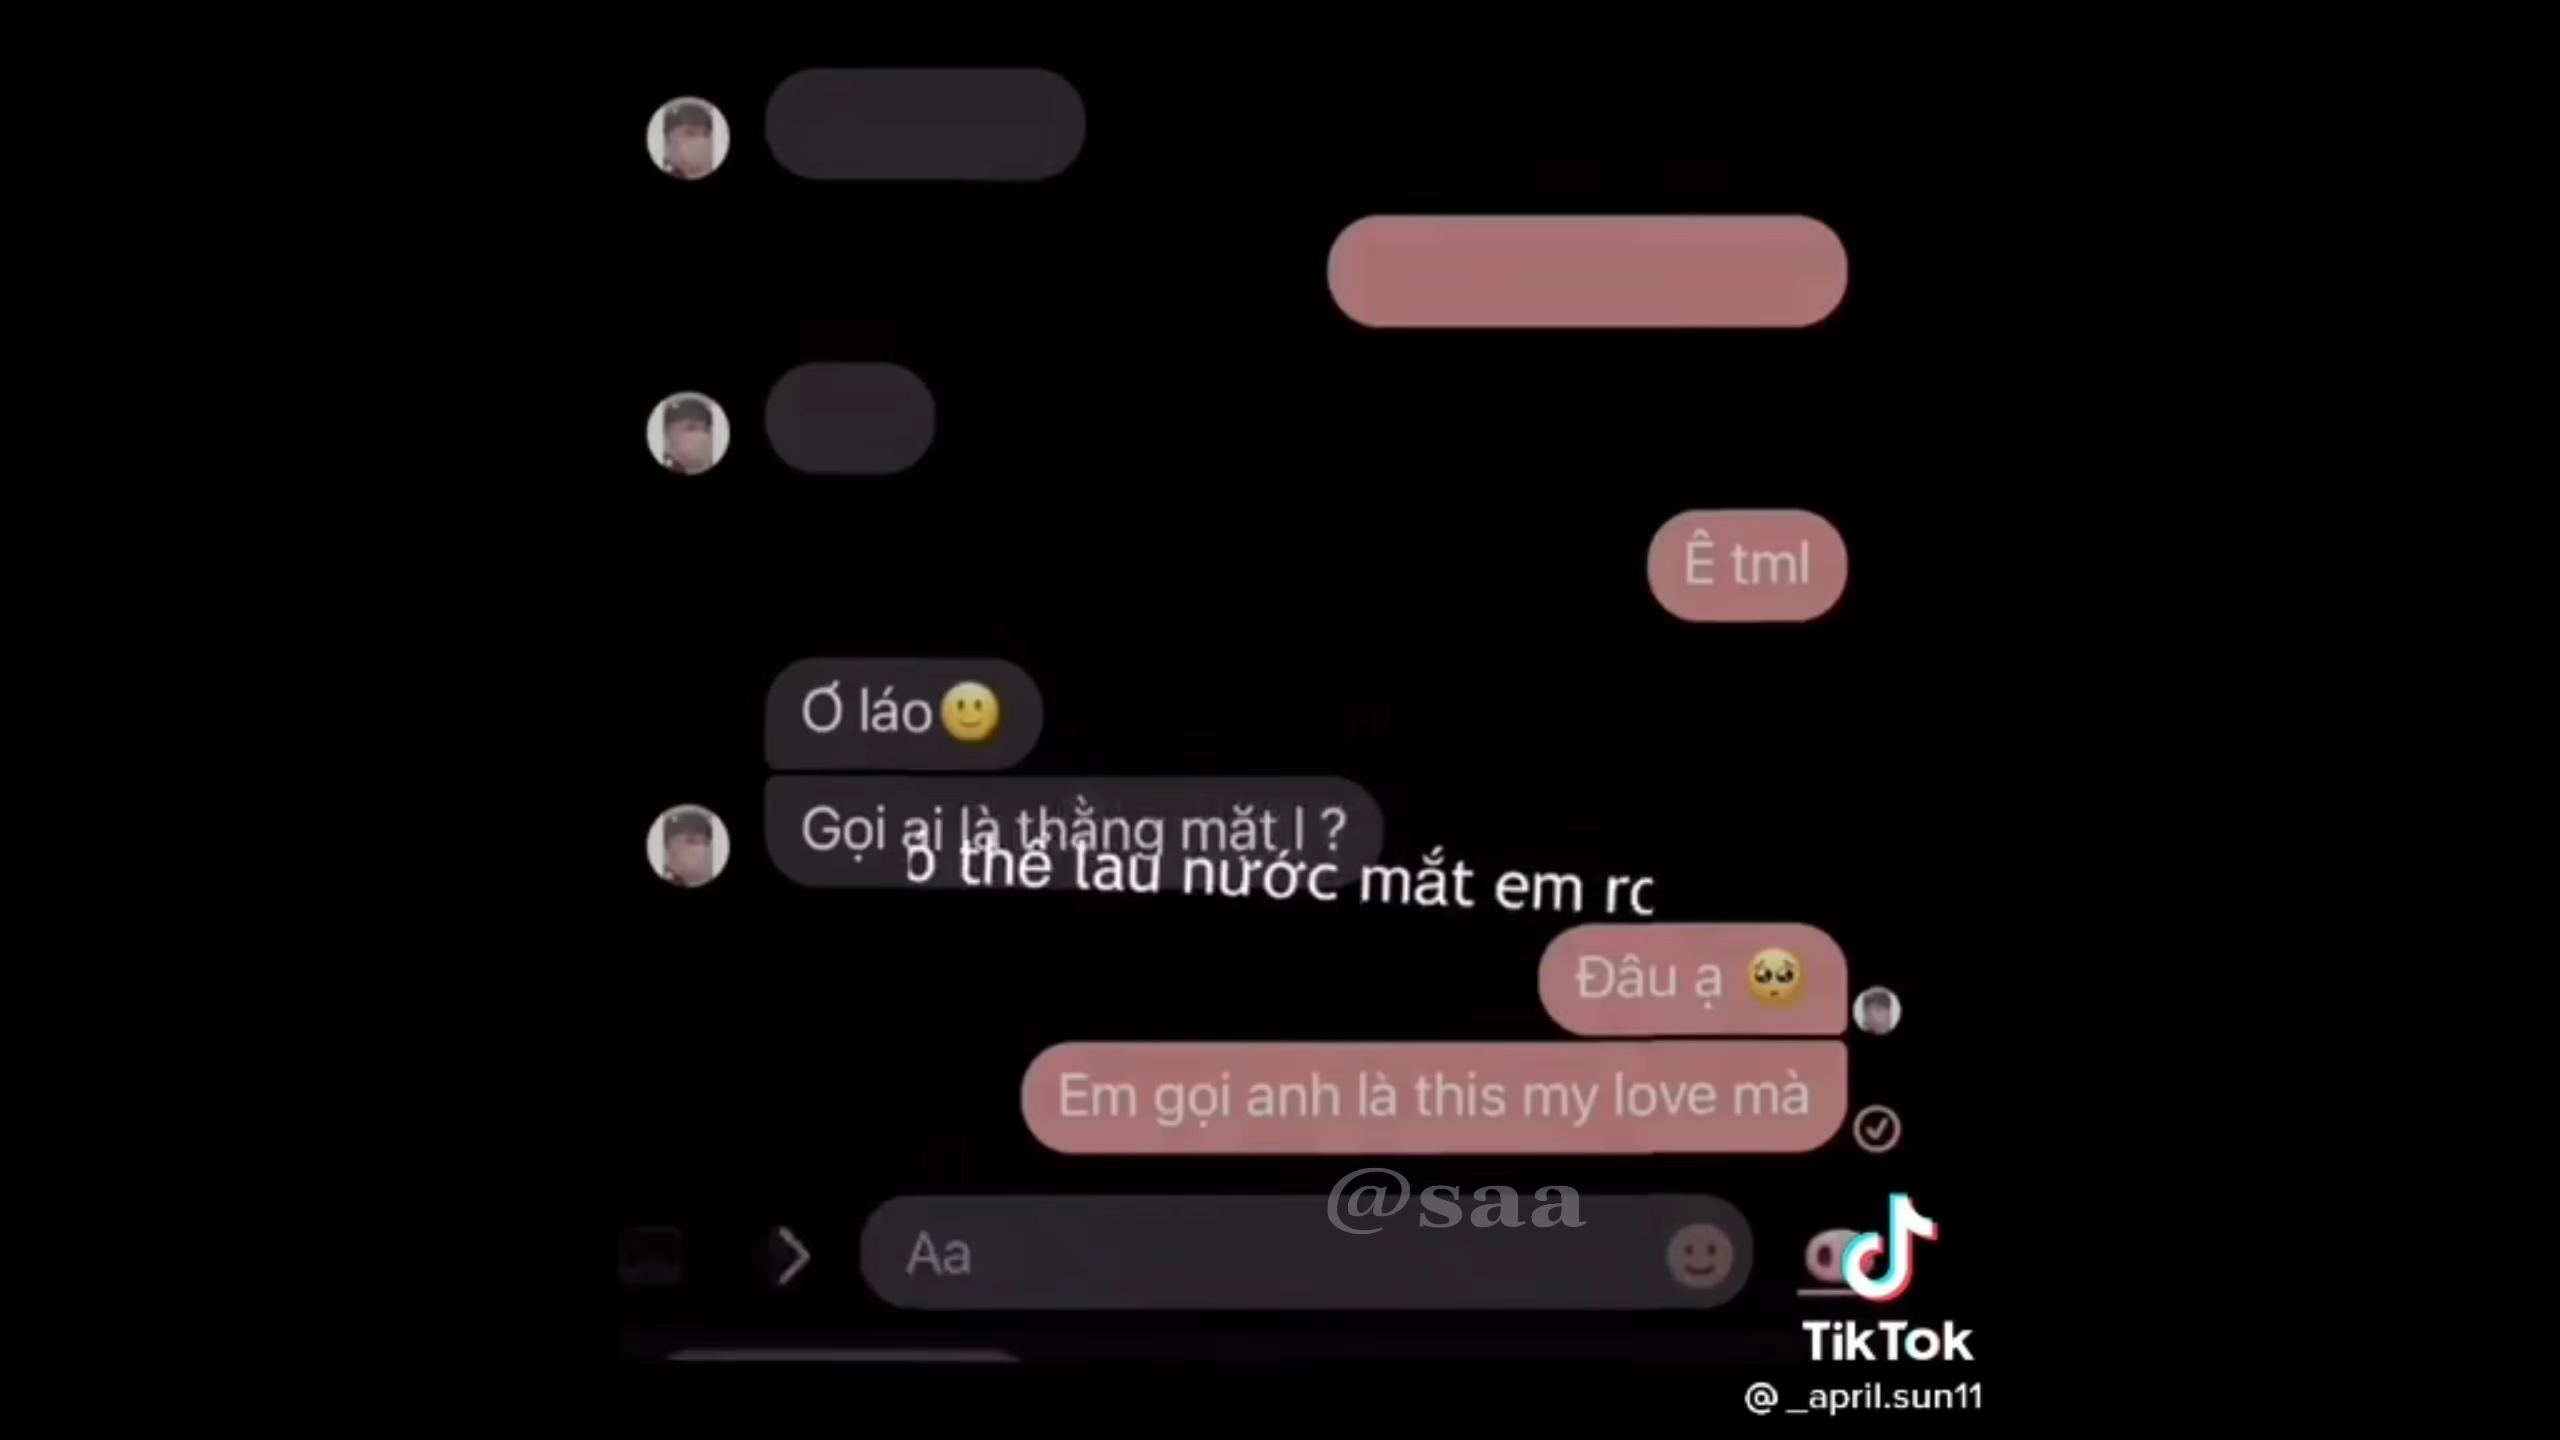 Ê tml
Ơ láo
Gọi ai là thằng mặt l ?
thể lau nước mắt em
Đâu ạ
Em gọi anh là this my love mà
@saa
Aa
TikTok
@_april.sun11